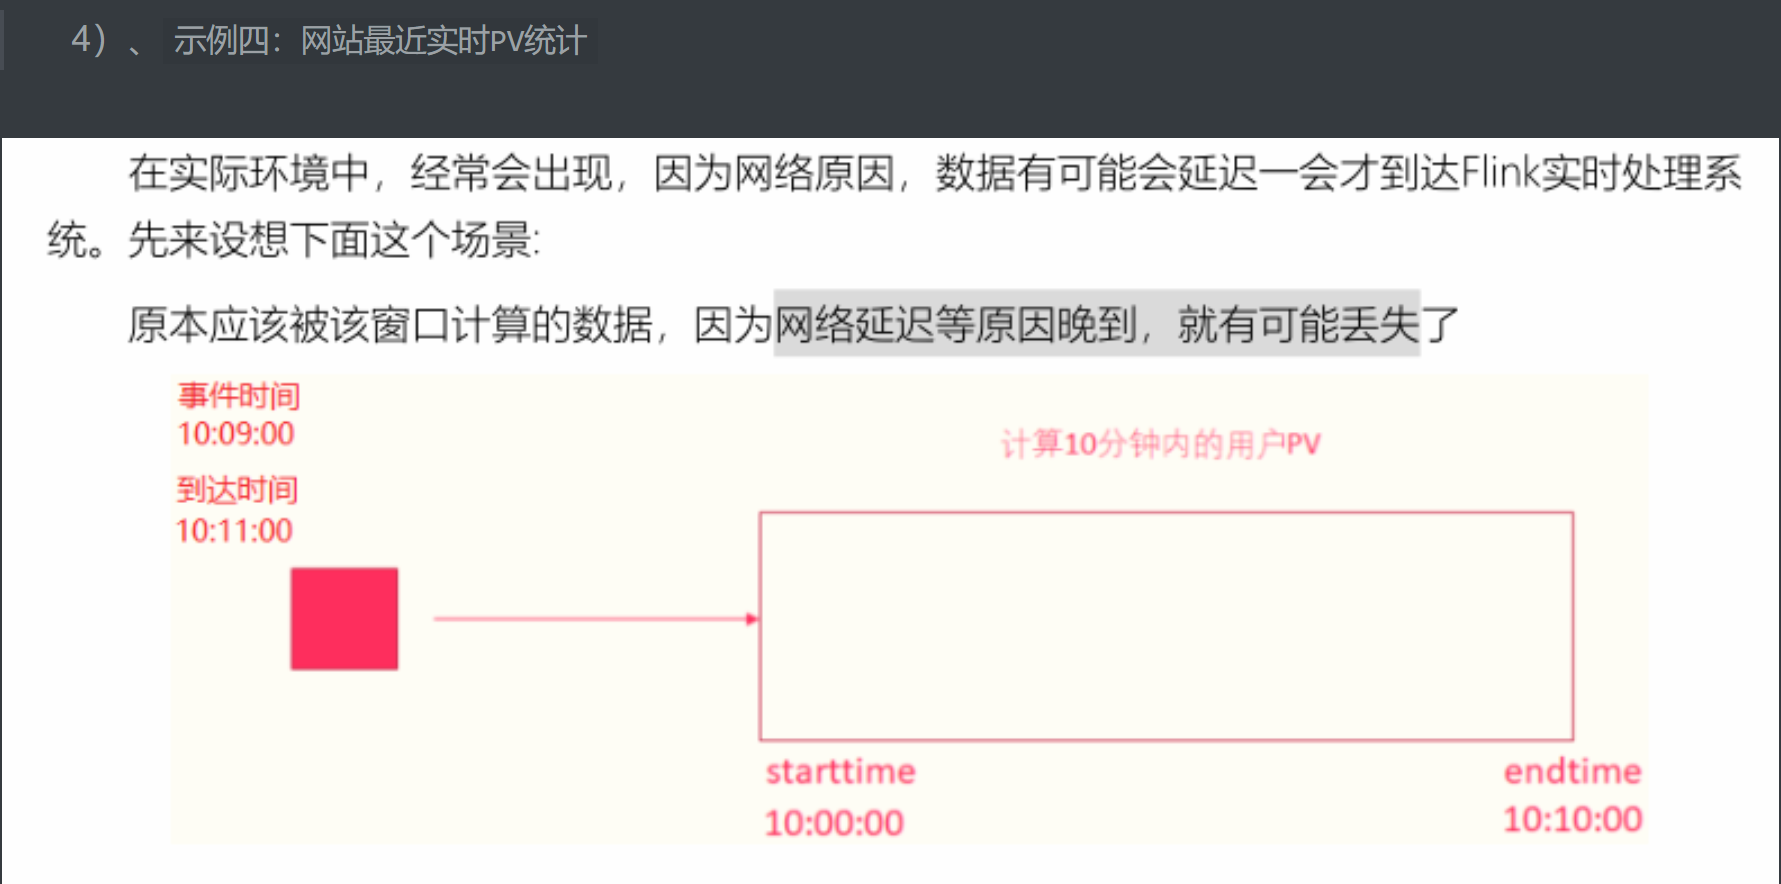 4）、示例四：网站最近实时PV统计
在实际环境中，经常会出现，因为网络原因，数据有可能会延迟一会才到达Flink实时处理系
统。先来设想下面这个场景:
原本应该被该窗口计算的数据，因为网络延迟等原因晚到，就有可能丢失了
事件时间
10:09:00
计算10分钟内的用户PV
到达时间
10:11:00
starttime
endtime
10:00:00
10:10:00